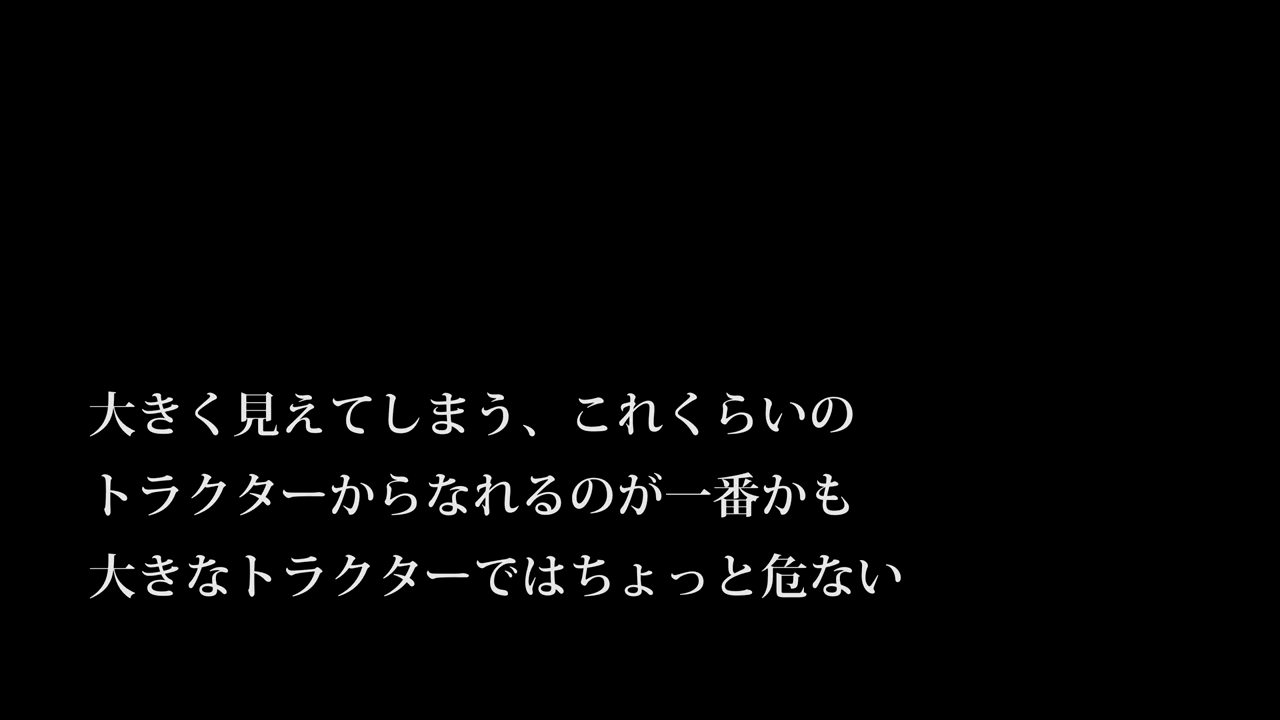 大きく見えてしまう、これくらいの
トラクターからなれるのが一番かも
大きなトラクターではちょっと危ない